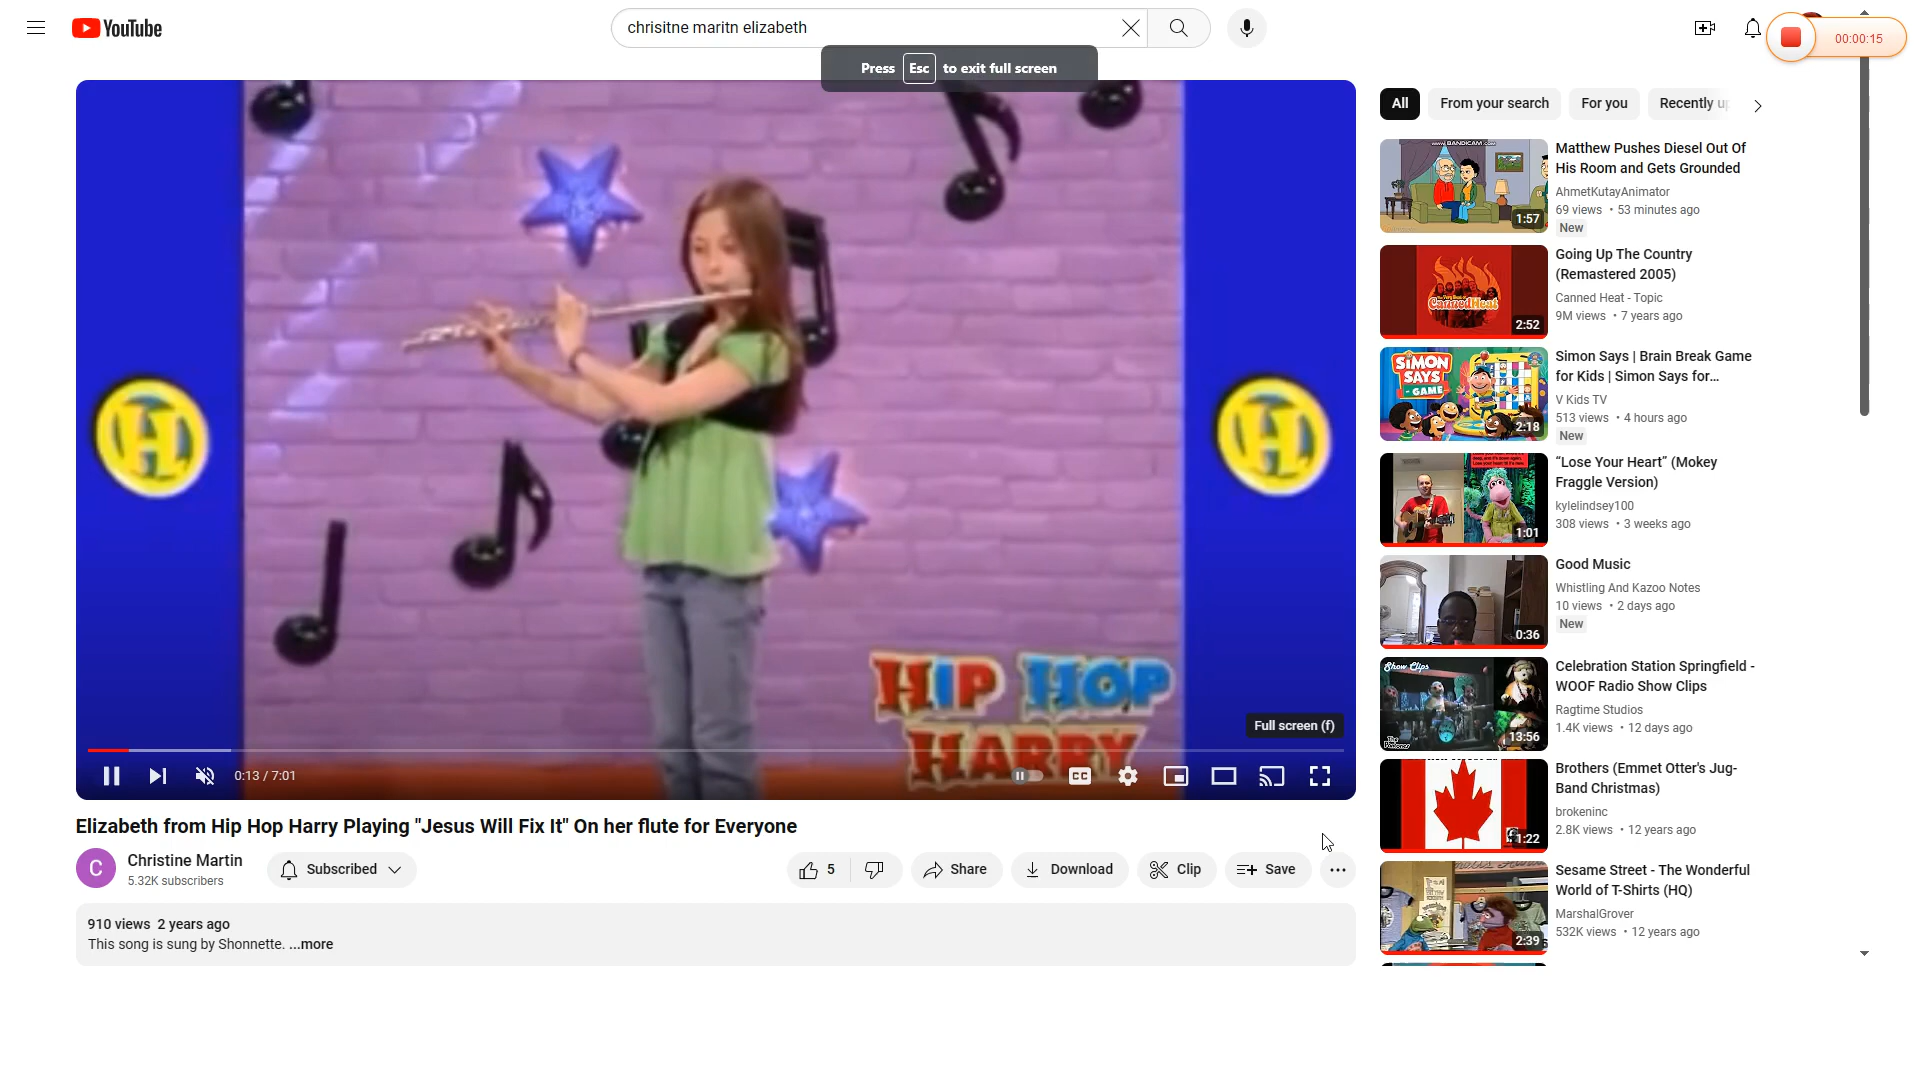 YouTube
chrisitne maritn elizabeth
00:00:15
Press Esc to exit full screen
H
H
HIP HOP
HARRY
Full screen (f)
0:13 / 7:01
CC
Elizabeth from Hip Hop Harry Playing "Jesus Will Fix It" On her flute for Everyone
C
Christine Martin
5.32K subscribers
Subscribed
5
Share
Download
Clip
Save
910 views 2 years ago
This song is sung by Shonnette. ...more
All
From your search
For you
Recently
www.BANDICAM.com
1:57
Matthew Pushes Diesel Out Of
His Room and Gets Grounded
AhmetKutayAnimator
69 views • 53 minutes ago
New
Canned Heat
2:52
Going Up The Country
(Remastered 2005)
Canned Heat - Topic
9M views • 7 years ago
SIMON
SAYS
GAME
2:18
Simon Says | Brain Break Game
for Kids | Simon Says for...
V Kids TV
513 views • 4 hours ago
New
1:01
“Lose Your Heart” (Mokey
Fraggle Version)
kylelindsey100
308 views • 3 weeks ago
0:36
Good Music
Whistling And Kazoo Notes
10 views • 2 days ago
New
Show Clips
13:56
Celebration Station Springfield -
WOOF Radio Show Clips
Ragtime Studios
1.4K views • 12 days ago
1:22
Brothers (Emmet Otter's Jug-
Band Christmas)
brokeninc
2.8K views • 12 years ago
2:39
Sesame Street - The Wonderful
World of T-Shirts (HQ)
MarshalGrover
532K views • 12 years ago